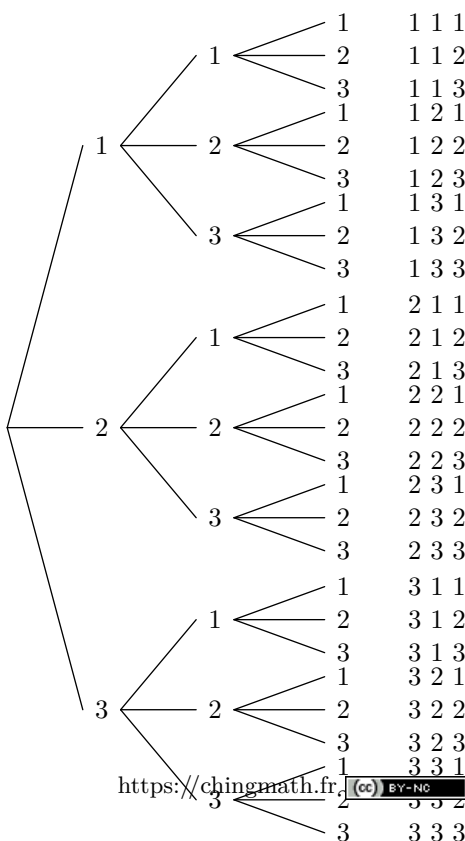 1 1 1 1
1 2 1 1 2
3 1 1 3
1 1 2 1
1 2 2 1 2 2
3 1 2 3
1 1 3 1
3 2 1 3 2
3 1 3 3
1 2 1 1
1 2 2 1 2
3 2 1 3
1 2 2 1
2 2 2 2 2 2
3 2 2 3
1 2 3 1
3 2 2 3 2
3 2 3 3
1 3 1 1
1 2 3 1 2
3 3 1 3
1 3 2 1
3 2 2 3 2 2
3 3 2 3
1 3 3 1
https://chingmath.fr (cc) BY-NC
3 2 3 3 2
3 3 3 3